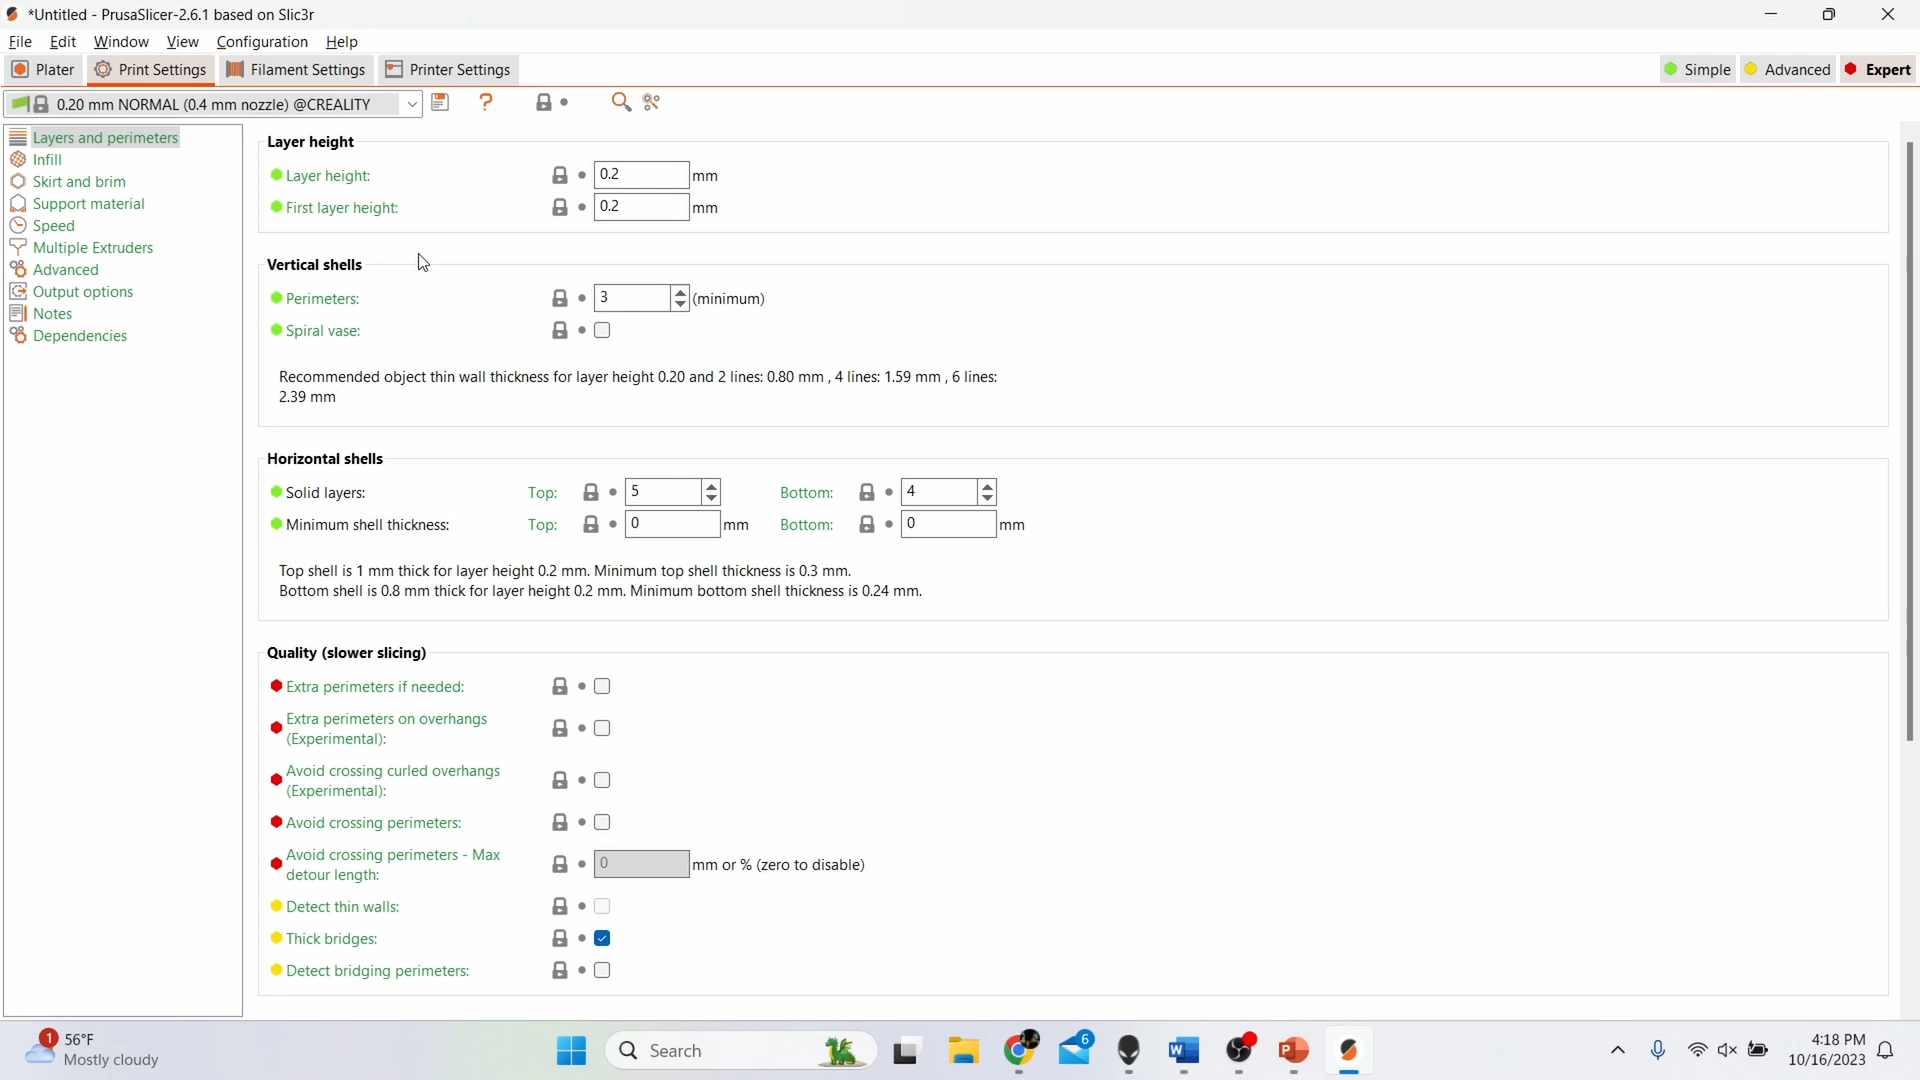 *Untitled - PrusaSlicer-2.6.1 based on Slic3r
File Edit Window View Configuration Help
Plater Print Settings Filament Settings Printer Settings Simple Advanced Expert
0.20 mm NORMAL (0.4 mm nozzle) @CREALITY ?
Layers and perimeters
Infill
Skirt and brim
Support material
Speed
Multiple Extruders
Advanced
Output options
Notes
Dependencies
Layer height
Layer height: 0.2 mm
First layer height: 0.2 mm
Vertical shells
Perimeters: 3 (minimum)
Spiral vase:
Recommended object thin wall thickness for layer height 0.20 and 2 lines: 0.80 mm , 4 lines: 1.59 mm , 6 lines:
2.39 mm
Horizontal shells
Solid layers: Top: 5 Bottom: 4
Minimum shell thickness: Top: 0 mm Bottom: 0 mm
Top shell is 1 mm thick for layer height 0.2 mm. Minimum top shell thickness is 0.3 mm.
Bottom shell is 0.8 mm thick for layer height 0.2 mm. Minimum bottom shell thickness is 0.24 mm.
Quality (slower slicing)
Extra perimeters if needed:
Extra perimeters on overhangs
(Experimental):
Avoid crossing curled overhangs
(Experimental):
Avoid crossing perimeters:
Avoid crossing perimeters - Max
detour length: 0 mm or % (zero to disable)
Detect thin walls:
Thick bridges:
Detect bridging perimeters:
1 56°F
Mostly cloudy
Search
6
W
P
4:18 PM
10/16/2023